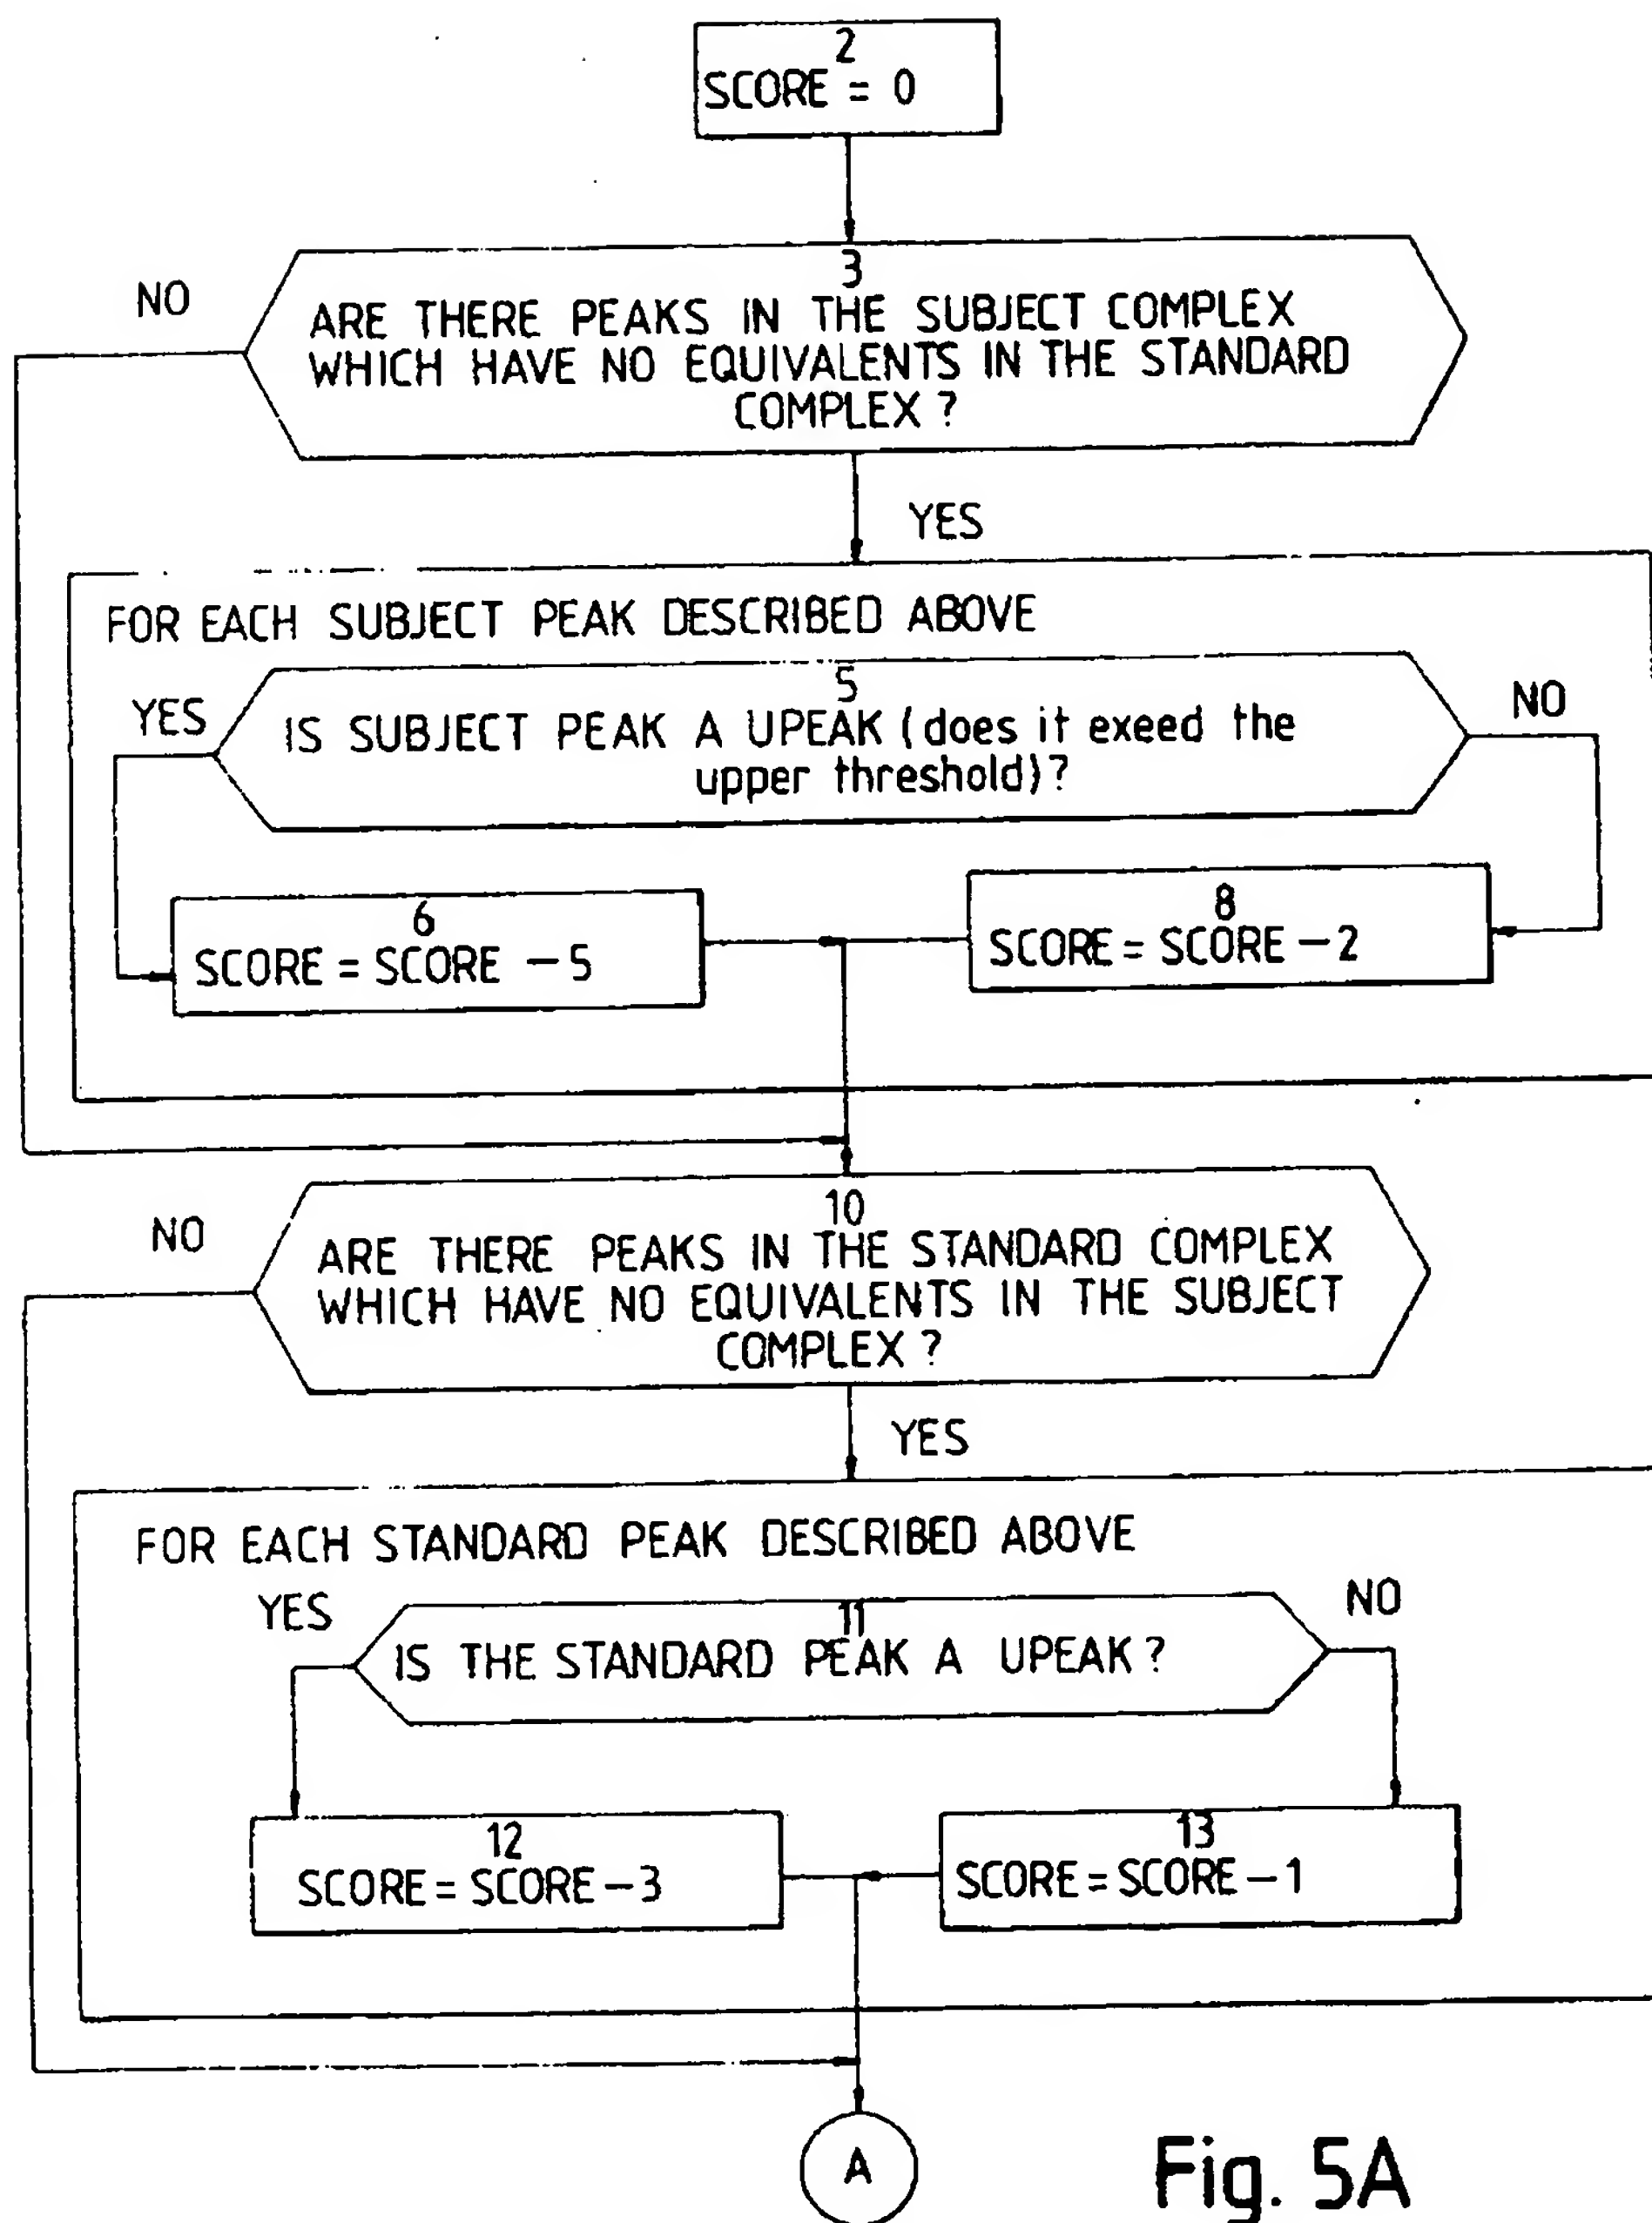 2
SCORE = 0
3
NO
ARE THERE PEAKS IN THE SUBJECT COMPLEX
WHICH HAVE NO EQUIVALENTS IN THE STANDARD
COMPLEX ?
YES
FOR EACH SUBJECT PEAK DESCRIBED ABOVE
5
YES
NO
IS SUBJECT PEAK A UPEAK (does it exeed the
upper threshold)?
6
SCORE = SCORE - 5
8
SCORE = SCORE - 2
10
NO
ARE THERE PEAKS IN THE STANDARD COMPLEX
WHICH HAVE NO EQUIVALENTS IN THE SUBJECT
COMPLEX ?
YES
FOR EACH STANDARD PEAK DESCRIBED ABOVE
YES
NO
11
IS THE STANDARD PEAK A UPEAK ?
12
SCORE = SCORE - 3
13
SCORE = SCORE - 1
A
Fig. 5A